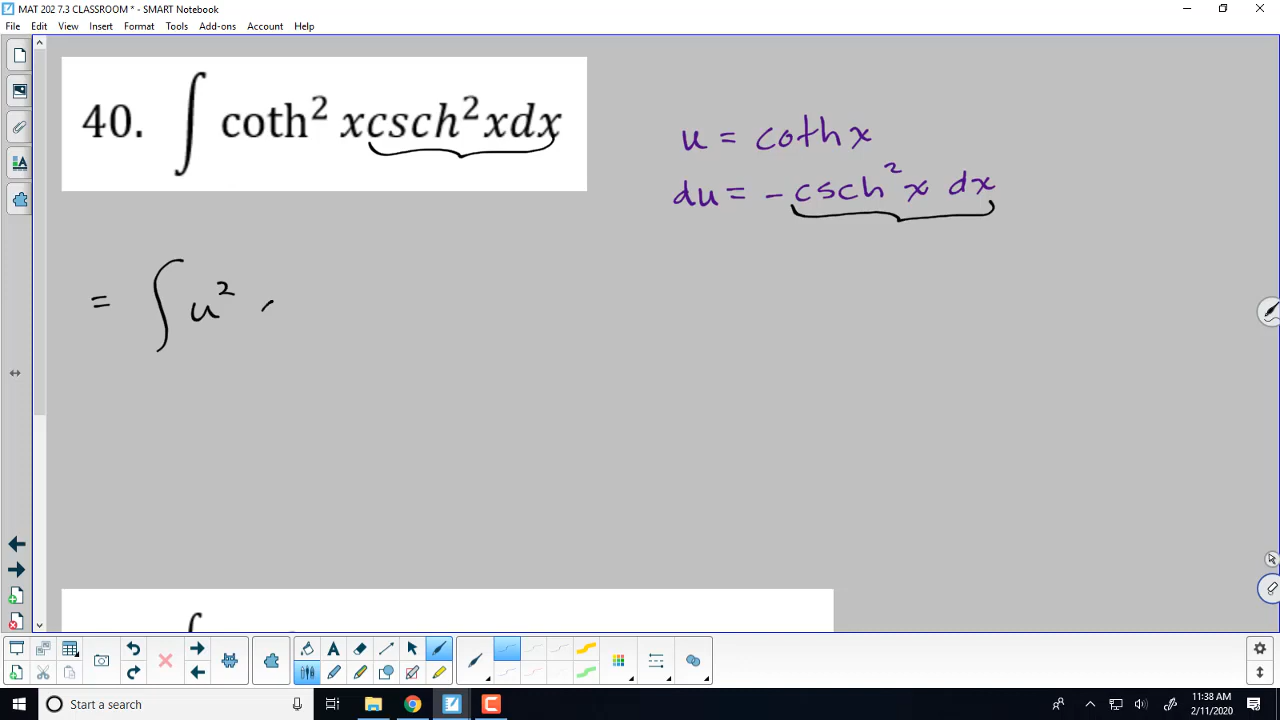 MAT 202 7.3 CLASSROOM * - SMART Notebook
File Edit View Insert Format Tools Add-ons Account Help
40. ∫ coth² xcsch²xdx
u = coth x
du = -csch²x dx
= ∫ u²
Start a search
11:38 AM
2/11/2020